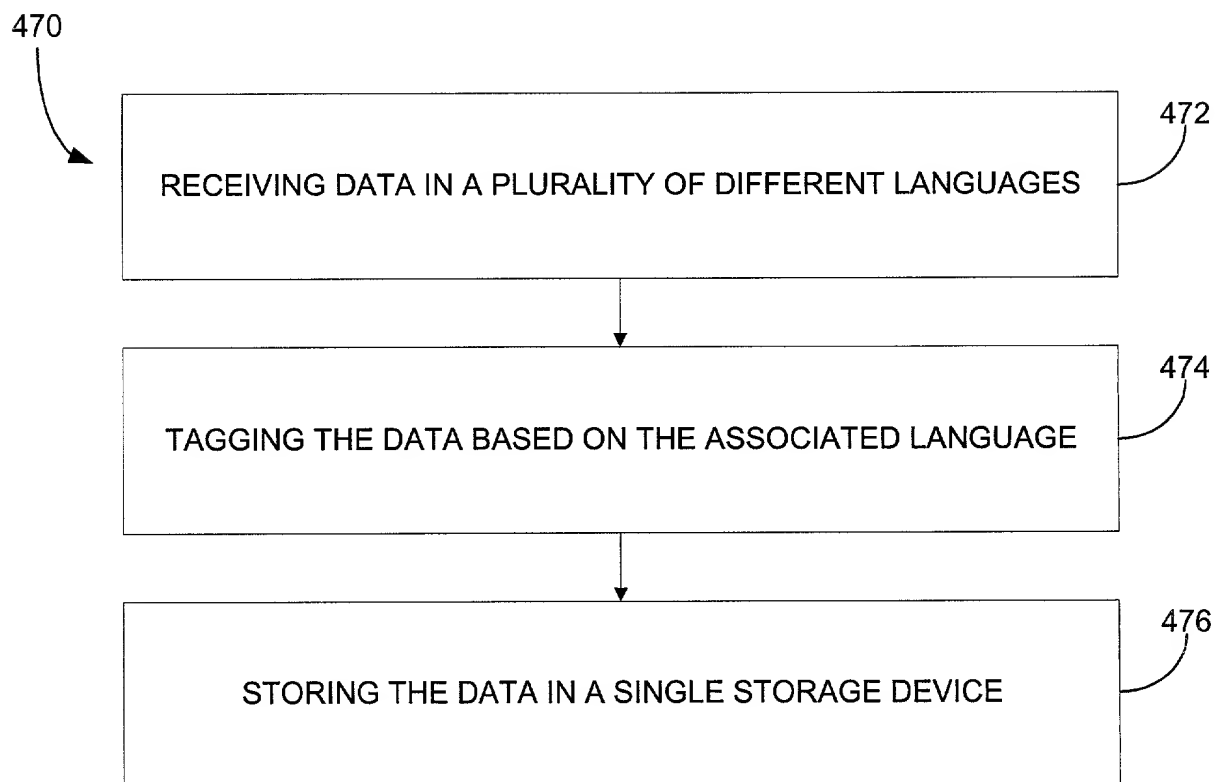 470
472
RECEIVING DATA IN A PLURALITY OF DIFFERENT LANGUAGES
474
TAGGING THE DATA BASED ON THE ASSOCIATED LANGUAGE
476
STORING THE DATA IN A SINGLE STORAGE DEVICE